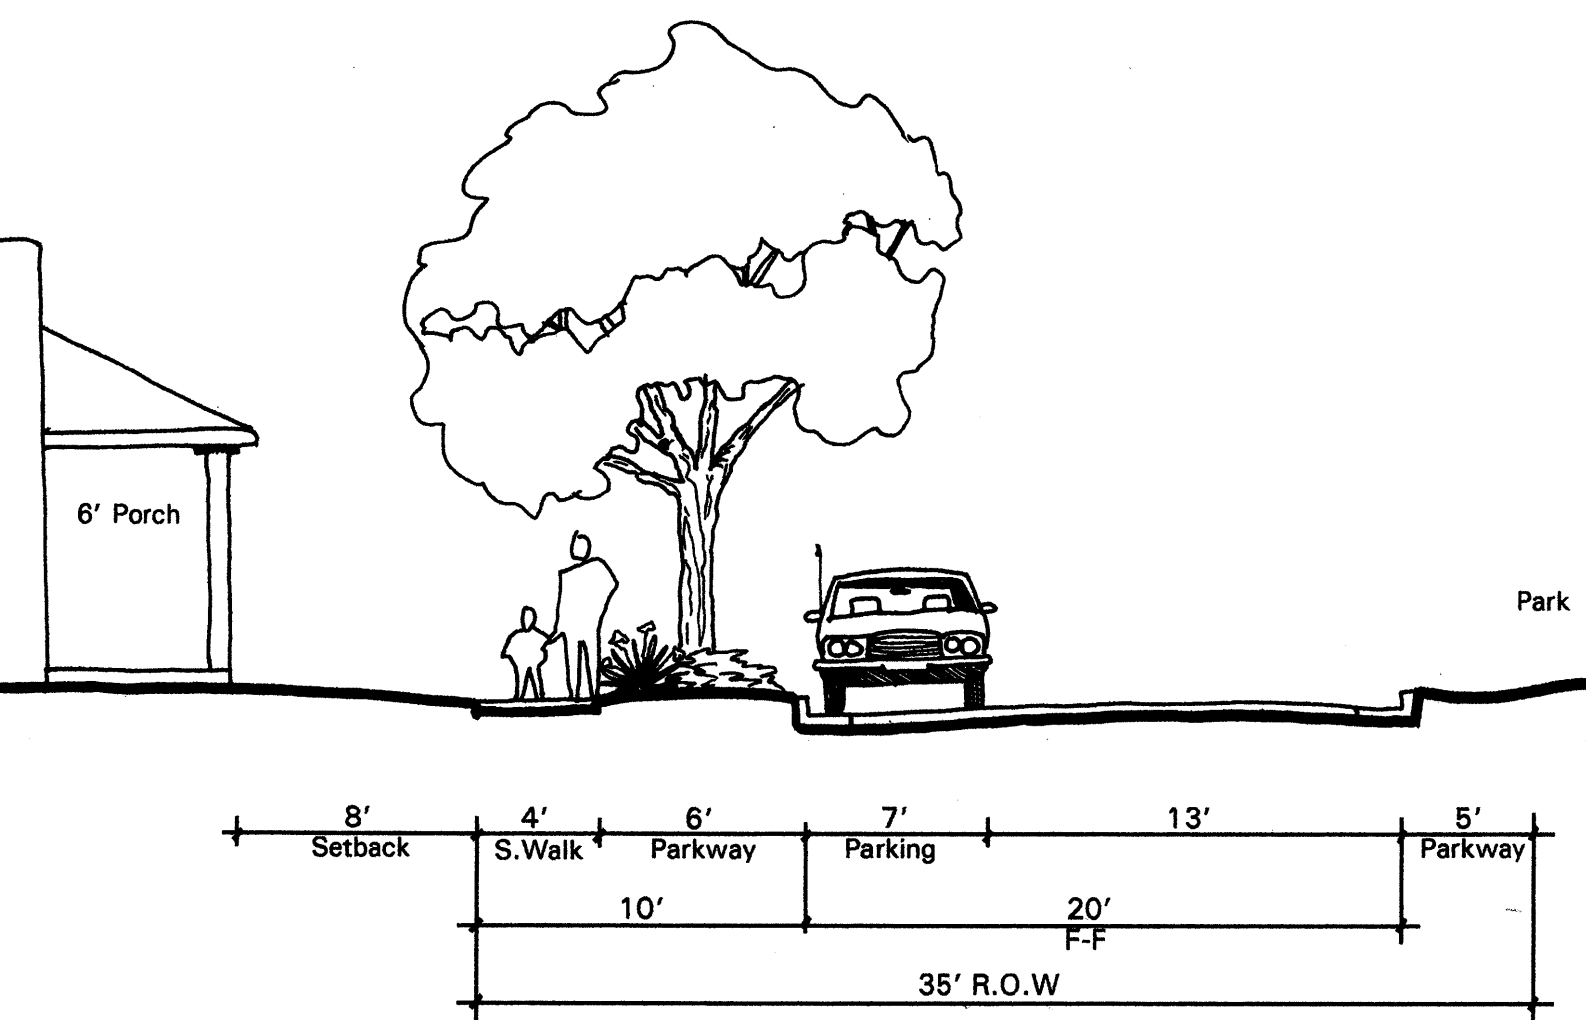 6' Porch
Park
8' 4' 6' 7' 13' 5'
Setback S.Walk Parkway Parking Parkway
10' 20'
F-F
35' R.O.W